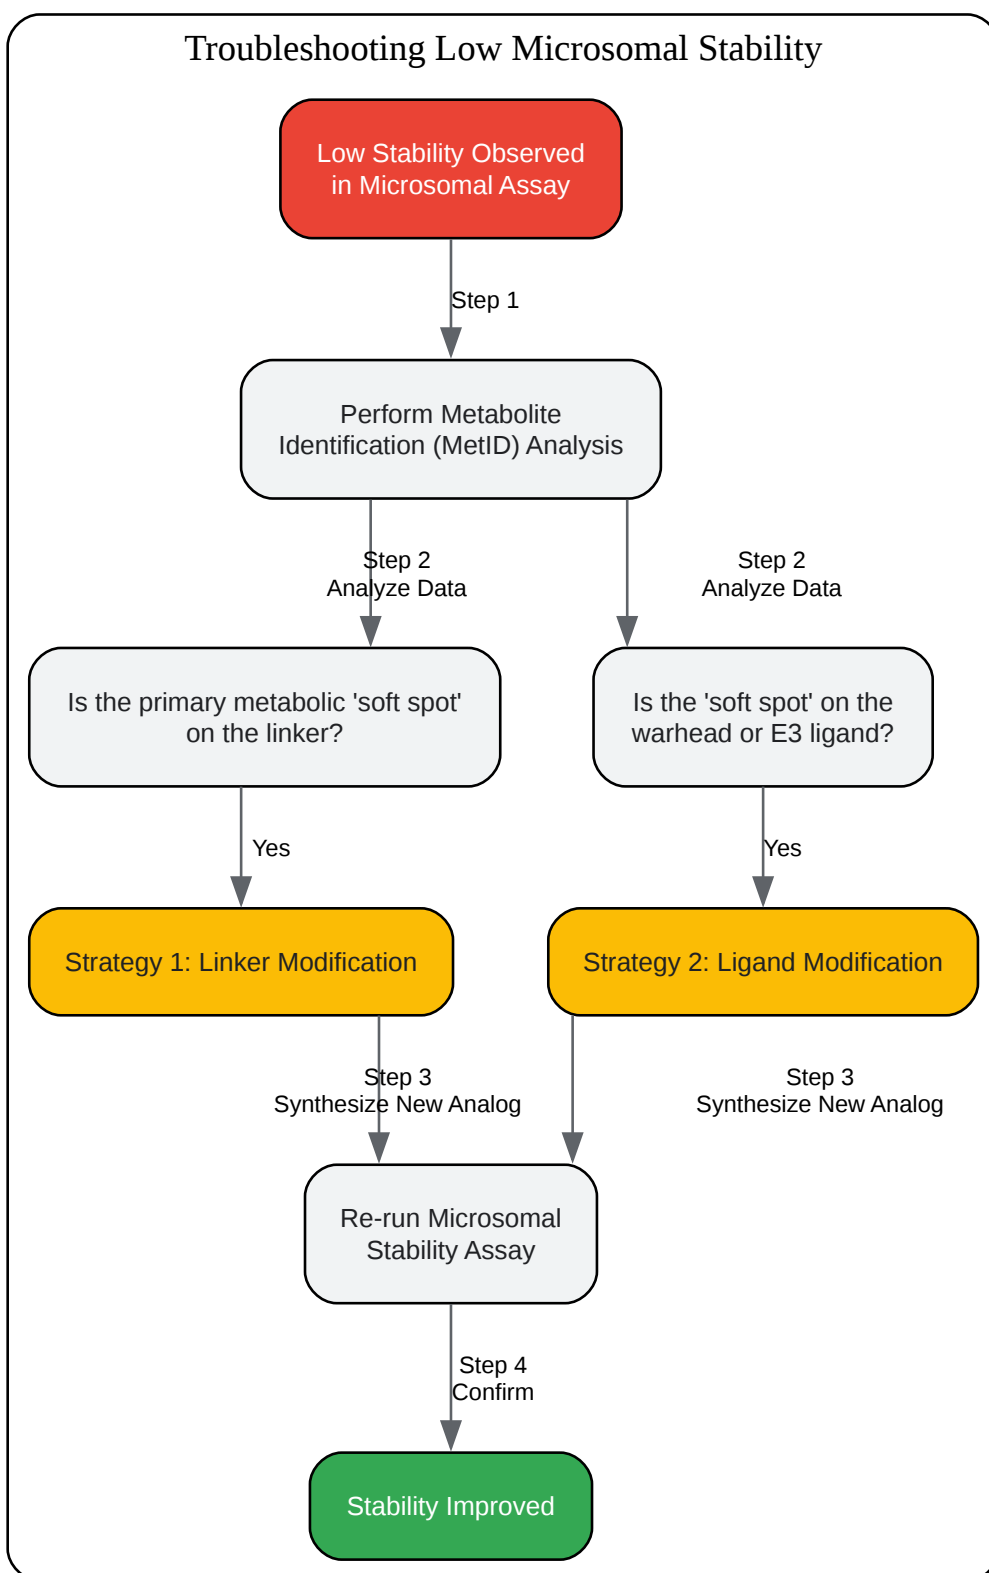 Troubleshooting Low Microsomal Stability
Low Stability Observed
in Microsomal Assay
Step 1
Perform Metabolite
Identification (MetID) Analysis
Step 2
Analyze Data
Step 2
Analyze Data
Is the primary metabolic 'soft spot'
on the linker?
Is the 'soft spot' on the
warhead or E3 ligand?
Yes
Yes
Strategy 1: Linker Modification
Strategy 2: Ligand Modification
Step 3
Synthesize New Analog
Step 3
Synthesize New Analog
Re-run Microsomal
Stability Assay
Step 4
Confirm
Stability Improved